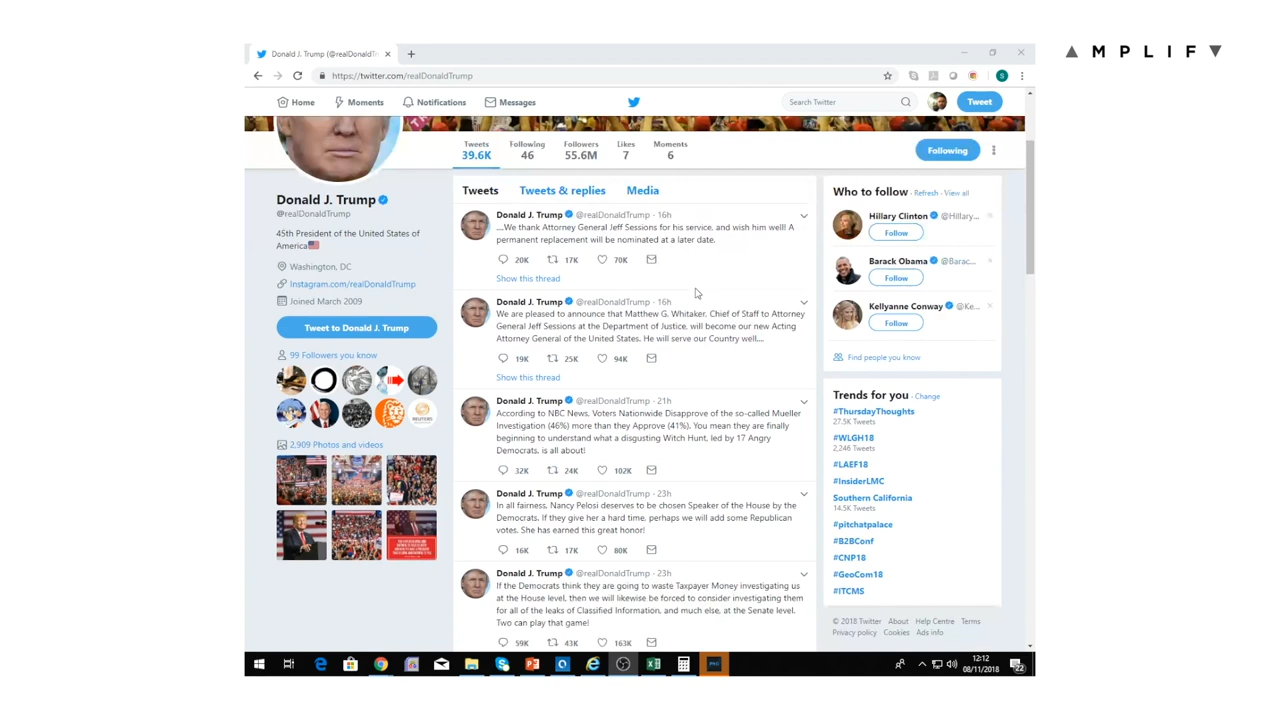 ▲ M P L I F ▼
Donald J. Trump (@realDonaldTr
https://twitter.com/realDonaldTrump
Home Moments Notifications Messages Search Twitter Tweet
Tweets Following Followers Likes Moments
39.6K 46 55.6M 7 6
Following
Donald J. Trump
@realDonaldTrump
45th President of the United States of
America
Washington, DC
Instagram.com/realDonaldTrump
Joined March 2009
Tweet to Donald J. Trump
99 Followers you know
REUTERS
2,909 Photos and videos
Tweets Tweets & replies Media
Donald J. Trump @realDonaldTrump · 16h
....We thank Attorney General Jeff Sessions for his service, and wish him well! A
permanent replacement will be nominated at a later date.
20K 17K 70K
Show this thread
Donald J. Trump @realDonaldTrump · 16h
We are pleased to announce that Matthew G. Whitaker, Chief of Staff to Attorney
General Jeff Sessions at the Department of Justice, will become our new Acting
Attorney General of the United States. He will serve our Country well....
19K 25K 94K
Show this thread
Donald J. Trump @realDonaldTrump · 21h
According to NBC News, Voters Nationwide Disapprove of the so-called Mueller
Investigation (46%) more than they Approve (41%). You mean they are finally
beginning to understand what a disgusting Witch Hunt, led by 17 Angry
Democrats, is all about!
32K 24K 102K
Donald J. Trump @realDonaldTrump · 23h
In all fairness, Nancy Pelosi deserves to be chosen Speaker of the House by the
Democrats. If they give her a hard time, perhaps we will add some Republican
votes. She has earned this great honor!
16K 17K 80K
Donald J. Trump @realDonaldTrump · 23h
If the Democrats think they are going to waste Taxpayer Money investigating us
at the House level, then we will likewise be forced to consider investigating them
for all of the leaks of Classified Information, and much else, at the Senate level.
Two can play that game!
59K 43K 163K
Who to follow · Refresh · View all
Hillary Clinton @Hillary...
Follow
Barack Obama @Barac...
Follow
Kellyanne Conway @Ke...
Follow
Find people you know
Trends for you · Change
#ThursdayThoughts
27.5K Tweets
#WLGH18
2,246 Tweets
#LAEF18
#InsiderLMC
Southern California
14.5K Tweets
#pitchatpalace
#B2BConf
#CNP18
#GeoCom18
#ITCMS
© 2018 Twitter About Help Centre Terms
Privacy policy Cookies Ads info
12:12
08/11/2018
22